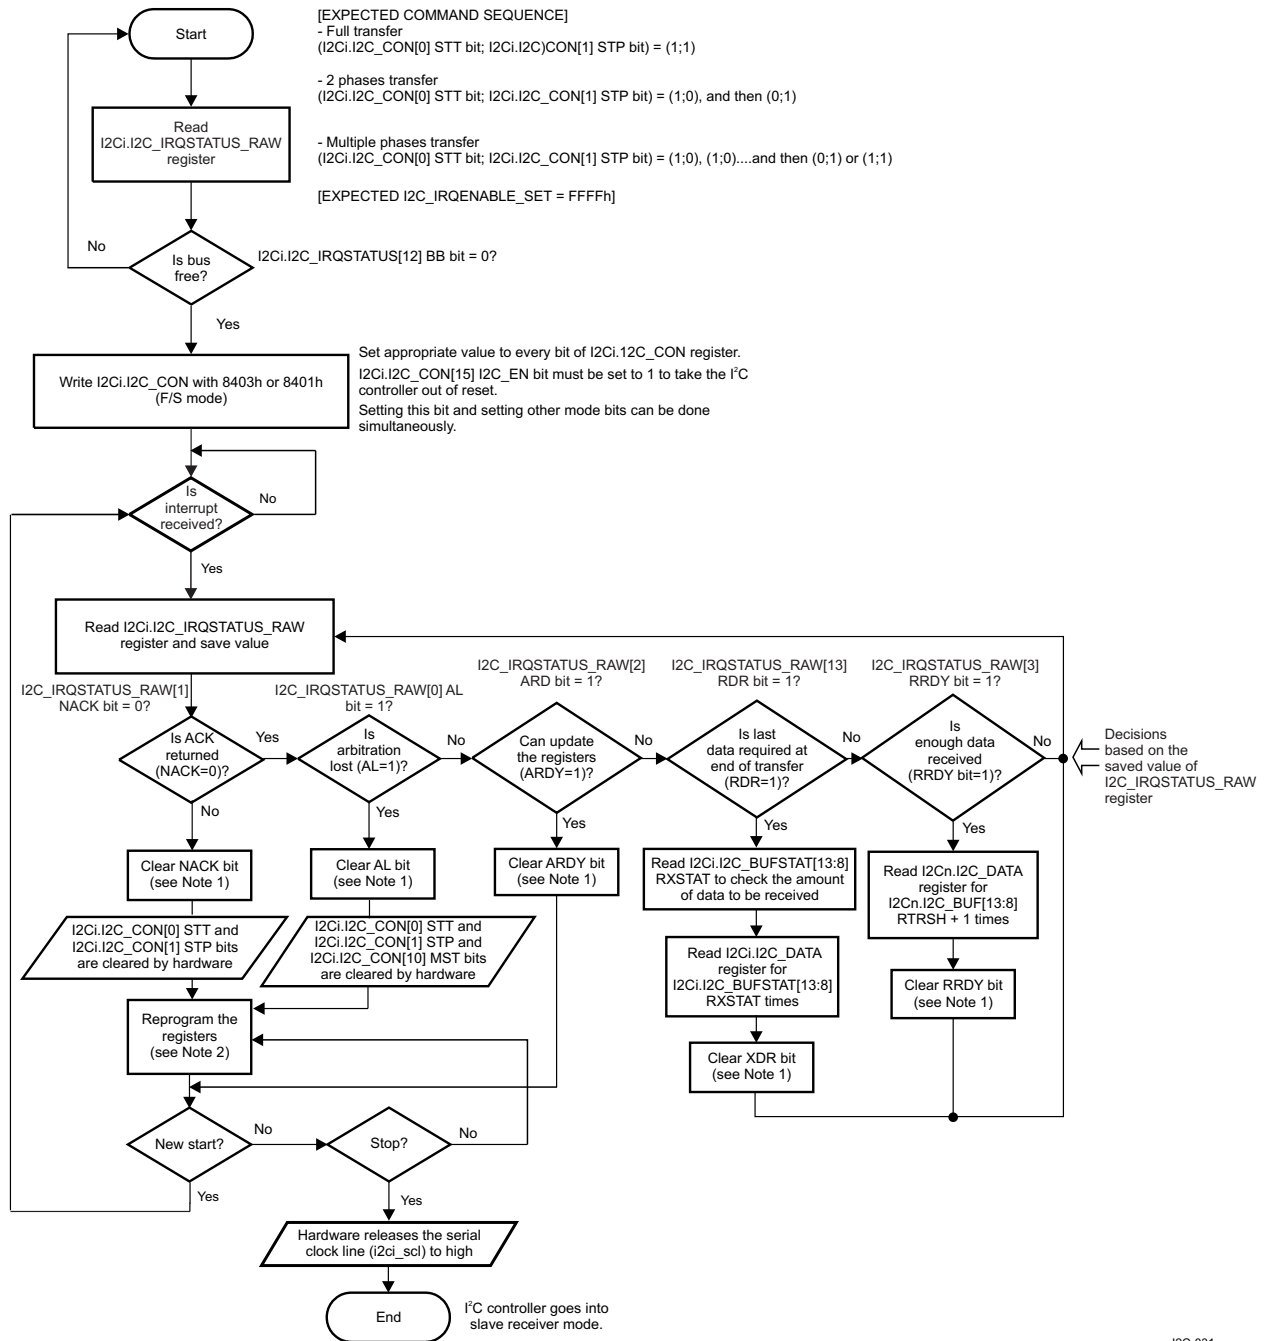 [EXPECTED COMMAND SEQUENCE]
- Full transfer
(I2Ci.I2C_CON[0] STT bit; I2Ci.I2C)CON[1] STP bit) = (1;1)
- 2 phases transfer
(I2Ci.I2C_CON[0] STT bit; I2Ci.I2C_CON[1] STP bit) = (1;0), and then (0;1)
- Multiple phases transfer
(I2Ci.I2C_CON[0] STT bit; I2Ci.I2C_CON[1] STP bit) = (1;0), (1;0)....and then (0;1) or (1;1)
[EXPECTED I2C_IRQENABLE_SET = FFFFh]
Start
Read
I2Ci.I2C_IRQSTATUS_RAW
register
No
Is bus
free?
I2Ci.I2C_IRQSTATUS[12] BB bit = 0?
Yes
Write I2Ci.I2C_CON with 8403h or 8401h
(F/S mode)
Set appropriate value to every bit of I2Ci.12C_CON register.
I2Ci.I2C_CON[15] I2C_EN bit must be set to 1 to take the I²C
controller out of reset.
Setting this bit and setting other mode bits can be done
simultaneously.
Is
interrupt
received?
No
Yes
Read I2Ci.I2C_IRQSTATUS_RAW
register and save value
I2C_IRQSTATUS_RAW[1]
NACK bit = 0?
Is ACK
returned
(NACK=0)?
Yes
No
I2C_IRQSTATUS_RAW[0] AL
bit = 1?
Is
arbitration
lost (AL=1)?
No
Yes
I2C_IRQSTATUS_RAW[2]
ARD bit = 1?
Can update
the registers
(ARDY=1)?
No
Yes
I2C_IRQSTATUS_RAW[13]
RDR bit = 1?
Is last
data required at
end of transfer
(RDR=1)?
No
Yes
I2C_IRQSTATUS_RAW[3]
RRDY bit = 1?
Is
enough data
received
(RRDY bit=1)?
No
Yes
Decisions
based on the
saved value of
I2C_IRQSTATUS_RAW
register
Clear NACK bit
(see Note 1)
Clear AL bit
(see Note 1)
Clear ARDY bit
(see Note 1)
Read I2Ci.I2C_BUFSTAT[13:8]
RXSTAT to check the amount
of data to be received
Read I2Cn.I2C_DATA
register for
I2Cn.I2C_BUF[13:8]
RTRSH + 1 times
I2Ci.I2C_CON[0] STT and
I2Ci.I2C_CON[1] STP bits
are cleared by hardware
I2Ci.I2C_CON[0] STT and
I2Ci.I2C_CON[1] STP and
I2Ci.I2C_CON[10] MST bits
are cleared by hardware
Read I2Ci.I2C_DATA
register for
I2Ci.I2C_BUFSTAT[13:8]
RXSTAT times
Clear RRDY bit
(see Note 1)
Reprogram the
registers
(see Note 2)
Clear XDR bit
(see Note 1)
New start?
No
Yes
Stop?
No
Yes
Hardware releases the serial
clock line (i2ci_scl) to high
End
I²C controller goes into
slave receiver mode.